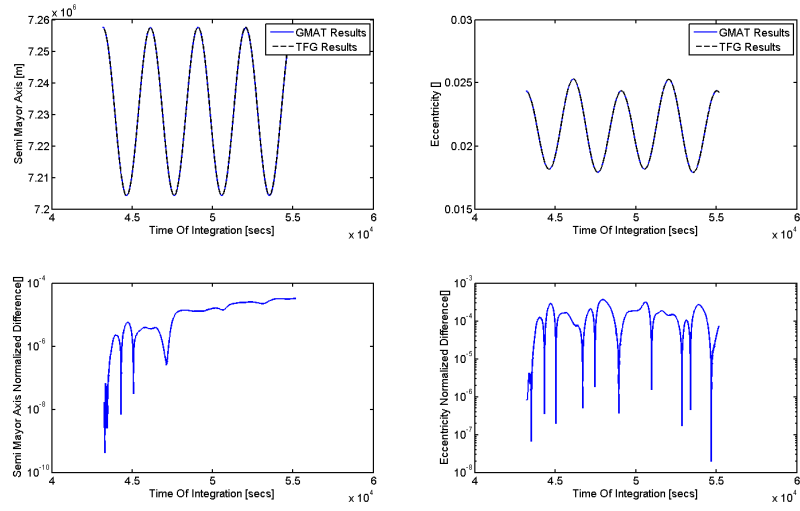 7.26 x 10^6
7.25
7.24
7.23
7.22
7.21
7.2
Semi Mayor Axis [m]
GMAT Results
TFG Results
4 4.5 5 5.5 6
Time Of Integration [secs]
x 10^4
0.03
0.025
0.02
0.015
Eccentricity []
GMAT Results
TFG Results
4 4.5 5 5.5 6
Time Of Integration [secs]
x 10^4
10^-4
10^-6
10^-8
10^-10
Semi Mayor Axis Normalized Difference[]
4 4.5 5 5.5 6
Time Of Integration [secs]
x 10^4
10^-3
10^-4
10^-5
10^-6
10^-7
10^-8
Eccentricity Normalized Difference[]
4 4.5 5 5.5 6
Time Of Integration [secs]
x 10^4